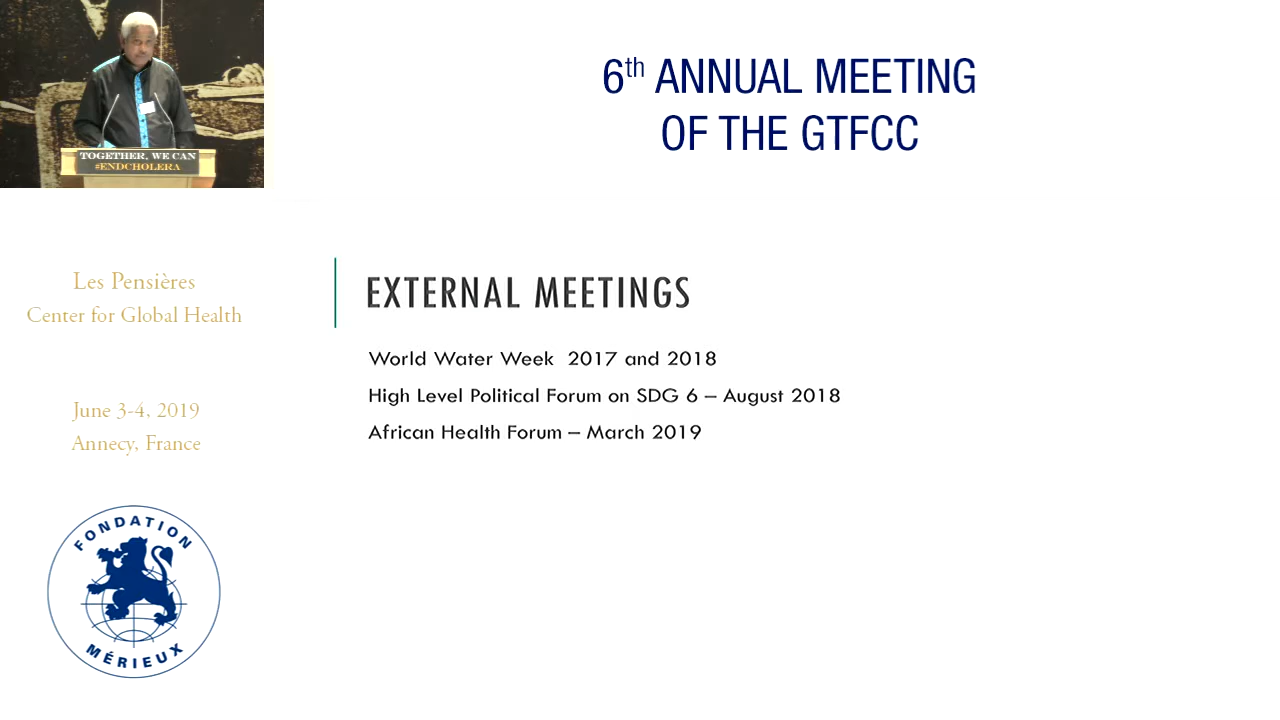 TOGETHER, WE CAN
#ENDCHOLERA
6th ANNUAL MEETING
OF THE GTFCC
Les Pensières
Center for Global Health
June 3-4, 2019
Annecy, France
FONDATION
MÉRIEUX
EXTERNAL MEETINGS
World Water Week 2017 and 2018
High Level Political Forum on SDG 6 – August 2018
African Health Forum – March 2019